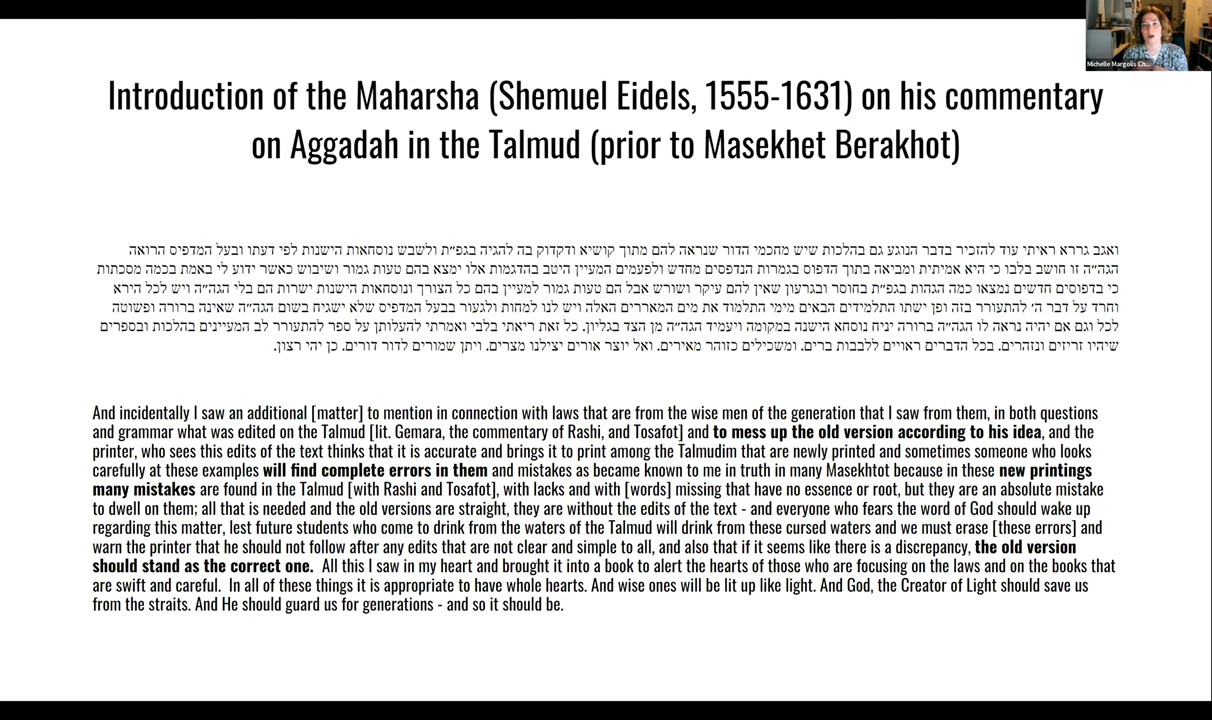 Michelle Margolis Ch...
Introduction of the Maharsha (Shemuel Eidels, 1555-1631) on his commentary
on Aggadah in the Talmud (prior to Masekhet Berakhot)
ואגב גררא ראיתי עוד להזכיר בדבר הנוגע גם בהלכות שיש מחכמי הדור שנראה להם מתוך קושיא ודקדוק בה להגיה בגפ״ת ולשבש נוסחאות הישנות לפי דעתו ובעל המדפיס הרואה
הגה״ה זו חושב בלבו כי היא אמיתית ומביאה בתוך הדפוס בגמרות הנדפסים מחדש ולפעמים המעיין היטב בהדגמות אלו ימצא בהם טעות גמור ושיבוש כאשר ידוע לי באמת בכמה מסכתות
כי בדפוסים חדשים נמצאו כמה הגהות בגפ״ת בחוסר ובגרעון שאין להם עיקר ושורש אבל הם טעות גמור למעיין בהם כל הצורך ונוסחאות הישנות ישרות הם בלי הגה״ה ויש לכל הירא
וחרד על דבר ה׳ להתעורר בזה ופן ישתו התלמידים הבאים מימי התלמוד את מים המאררים האלה ויש לנו למחות ולגעור בבעל המדפיס שלא ישגיח בשום הגה״ה שאינה ברורה ופשוטה
לכל וגם אם יהיה נראה לו הגה״ה ברורה יניח נוסחא הישנה במקומה ויעמיד הגה״ה מן הצד בגליון. כל זאת ריאתי בלבי ואמרתי להעלותן על ספר להתעורר לב המעיינים בהלכות ובספרים
שיהיו זריזים ונזהרים. בכל הדברים ראויים ללבבות ברים. ומשכילים כזוהר מאירים. ואל יוצר אורים יצילנו מצרים. ויתן שמורים לדור דורים. כן יהי רצון.
And incidentally I saw an additional [matter] to mention in connection with laws that are from the wise men of the generation that I saw from them, in both questions
and grammar what was edited on the Talmud [lit. Gemara, the commentary of Rashi, and Tosafot] and to mess up the old version according to his idea, and the
printer, who sees this edits of the text thinks that it is accurate and brings it to print among the Talmudim that are newly printed and sometimes someone who looks
carefully at these examples will find complete errors in them and mistakes as became known to me in truth in many Masekhtot because in these new printings
many mistakes are found in the Talmud [with Rashi and Tosafot], with lacks and with [words] missing that have no essence or root, but they are an absolute mistake
to dwell on them; all that is needed and the old versions are straight, they are without the edits of the text - and everyone who fears the word of God should wake up
regarding this matter, lest future students who come to drink from the waters of the Talmud will drink from these cursed waters and we must erase [these errors] and
warn the printer that he should not follow after any edits that are not clear and simple to all, and also that if it seems like there is a discrepancy, the old version
should stand as the correct one. All this I saw in my heart and brought it into a book to alert the hearts of those who are focusing on the laws and on the books that
are swift and careful. In all of these things it is appropriate to have whole hearts. And wise ones will be lit up like light. And God, the Creator of Light should save us
from the straits. And He should guard us for generations - and so it should be.